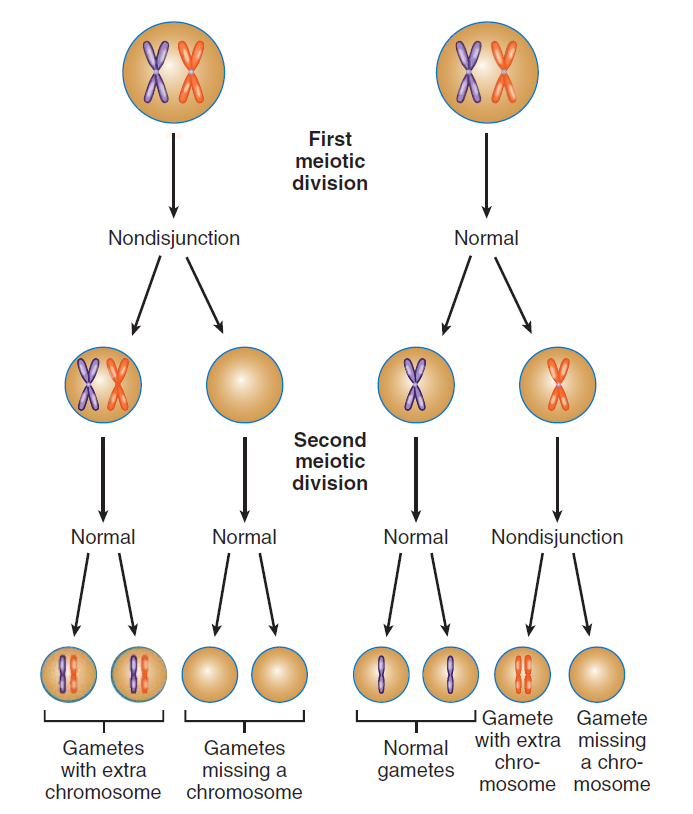 First
meiotic
division
Nondisjunction
Normal
Second
meiotic
division
Normal
Normal
Normal
Nondisjunction
Gametes
with extra
chromosome
Gametes
missing a
chromosome
Normal
gametes
Gamete
with extra
chro-
mosome
Gamete
missing
a chro-
mosome